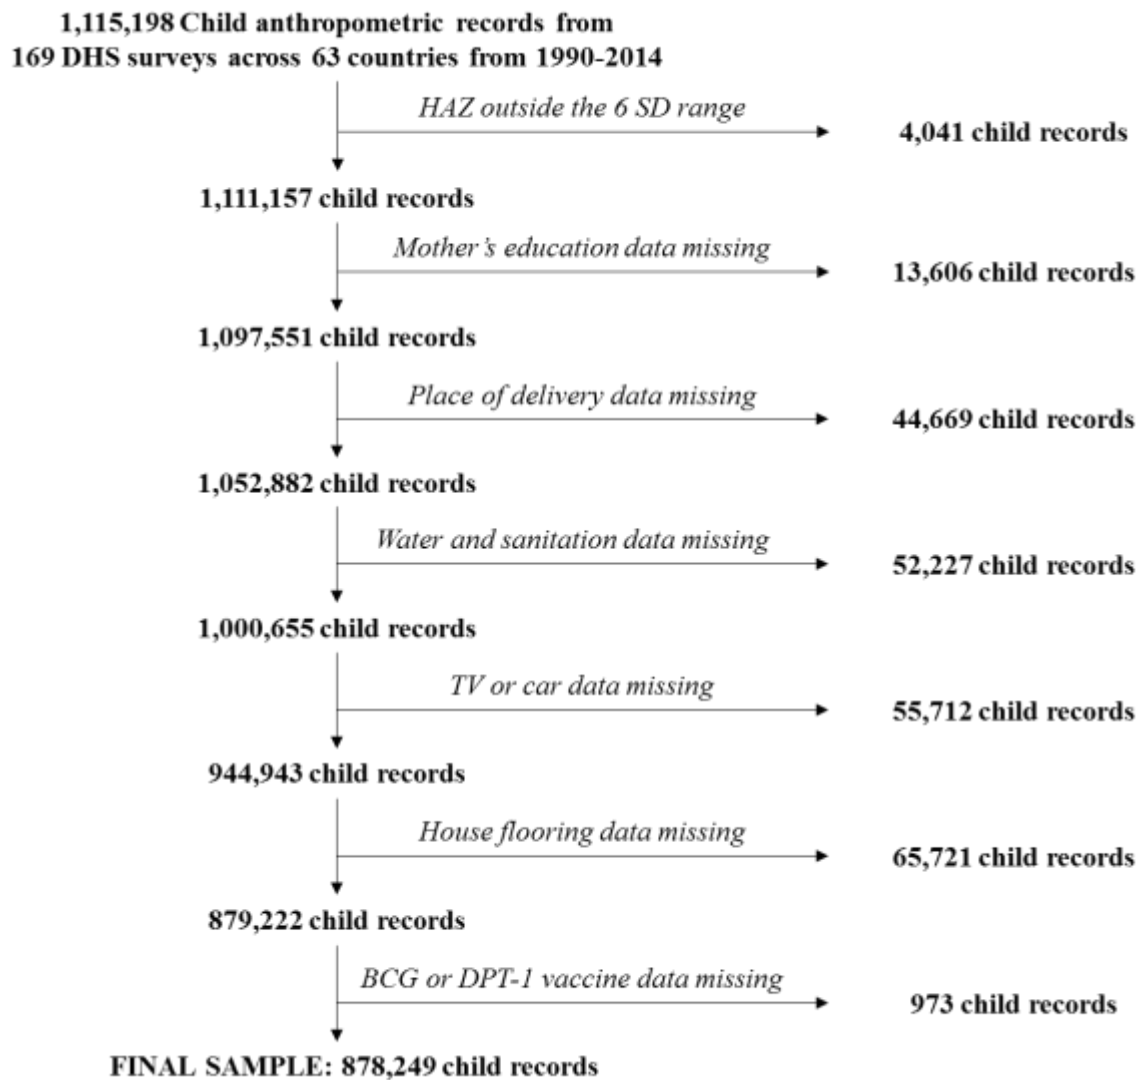 1,115,198 Child anthropometric records from
169 DHS surveys across 63 countries from 1990-2014
HAZ outside the 6 SD range
4,041 child records
1,111,157 child records
Mother’s education data missing
13,606 child records
1,097,551 child records
Place of delivery data missing
44,669 child records
1,052,882 child records
Water and sanitation data missing
52,227 child records
1,000,655 child records
TV or car data missing
55,712 child records
944,943 child records
House flooring data missing
65,721 child records
879,222 child records
BCG or DPT-1 vaccine data missing
973 child records
FINAL SAMPLE: 878,249 child records